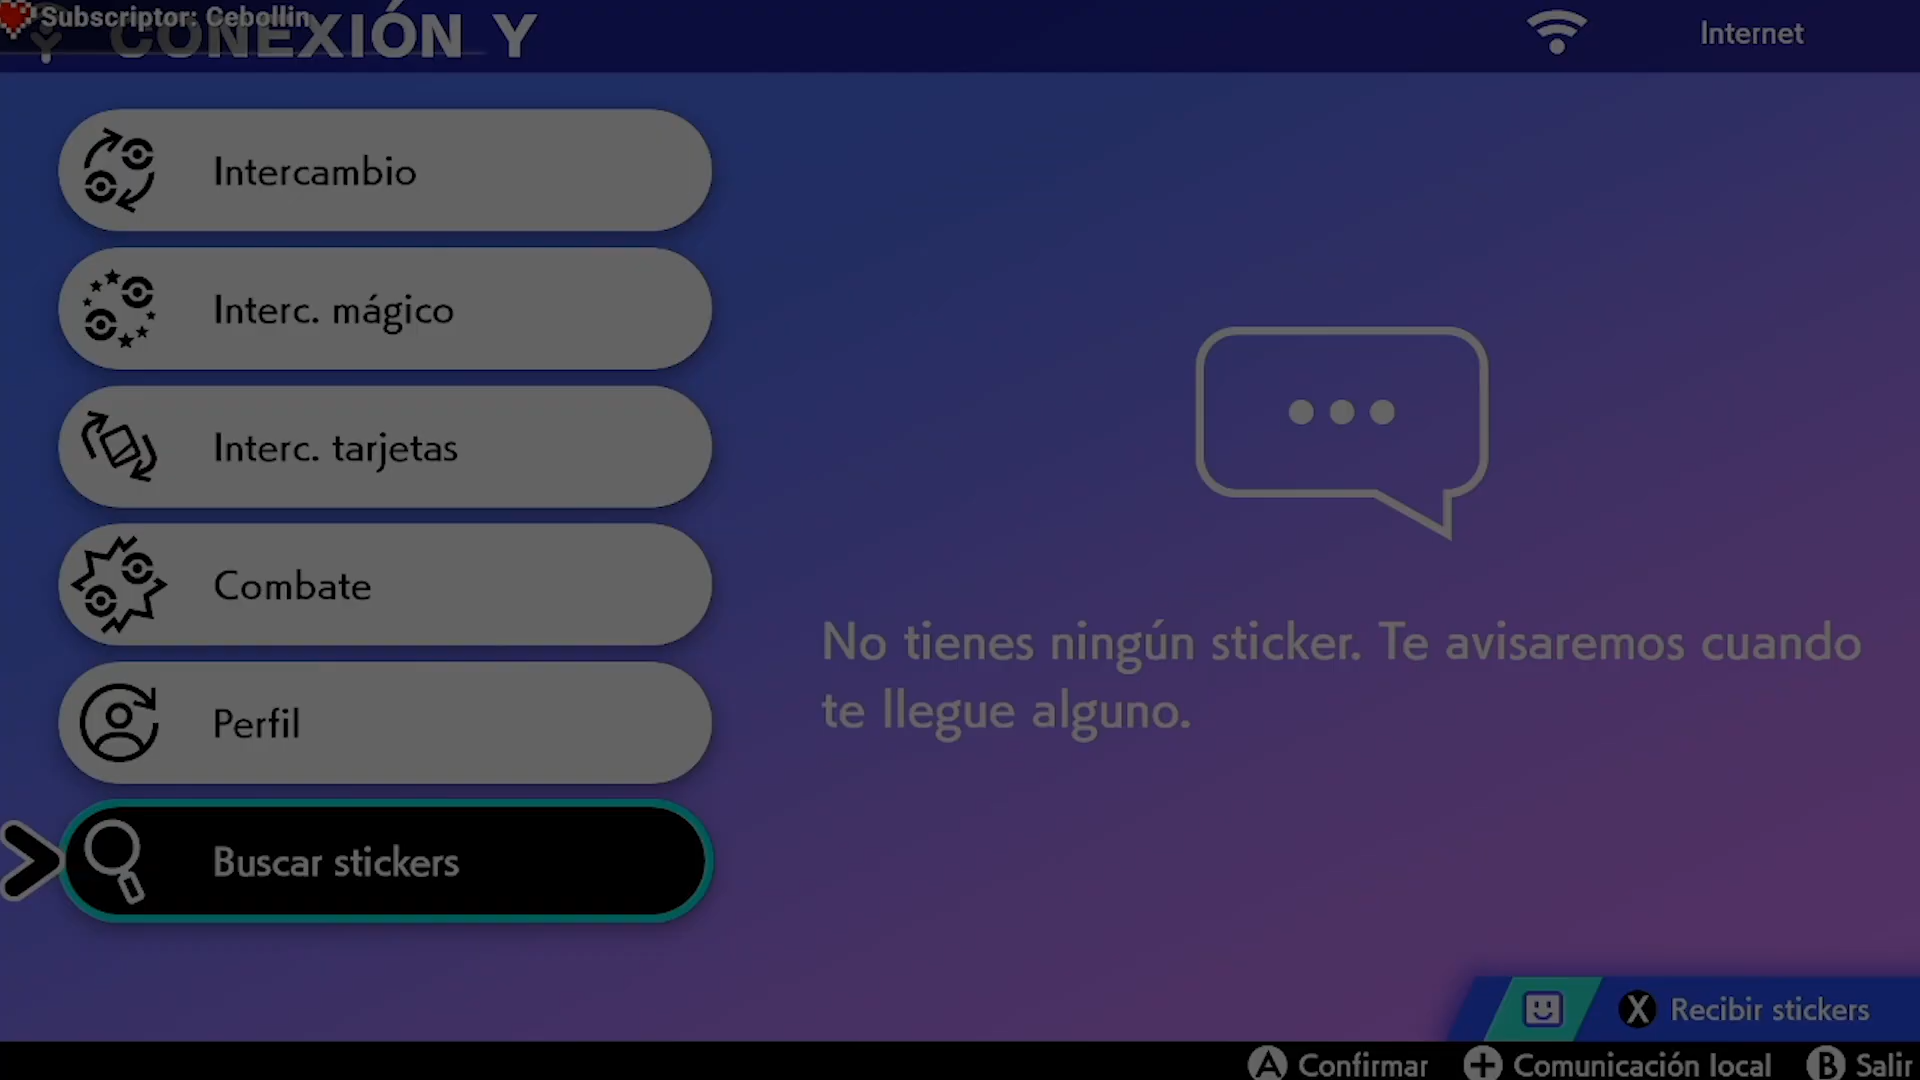 Subscriptor: Cebollin
CONEXIÓN Y
Internet
Intercambio
Interc. mágico
Interc. tarjetas
Combate
Perfil
Buscar stickers
No tienes ningún sticker. Te avisaremos cuando
te llegue alguno.
X Recibir stickers
A Confirmar + Comunicación local B Salir